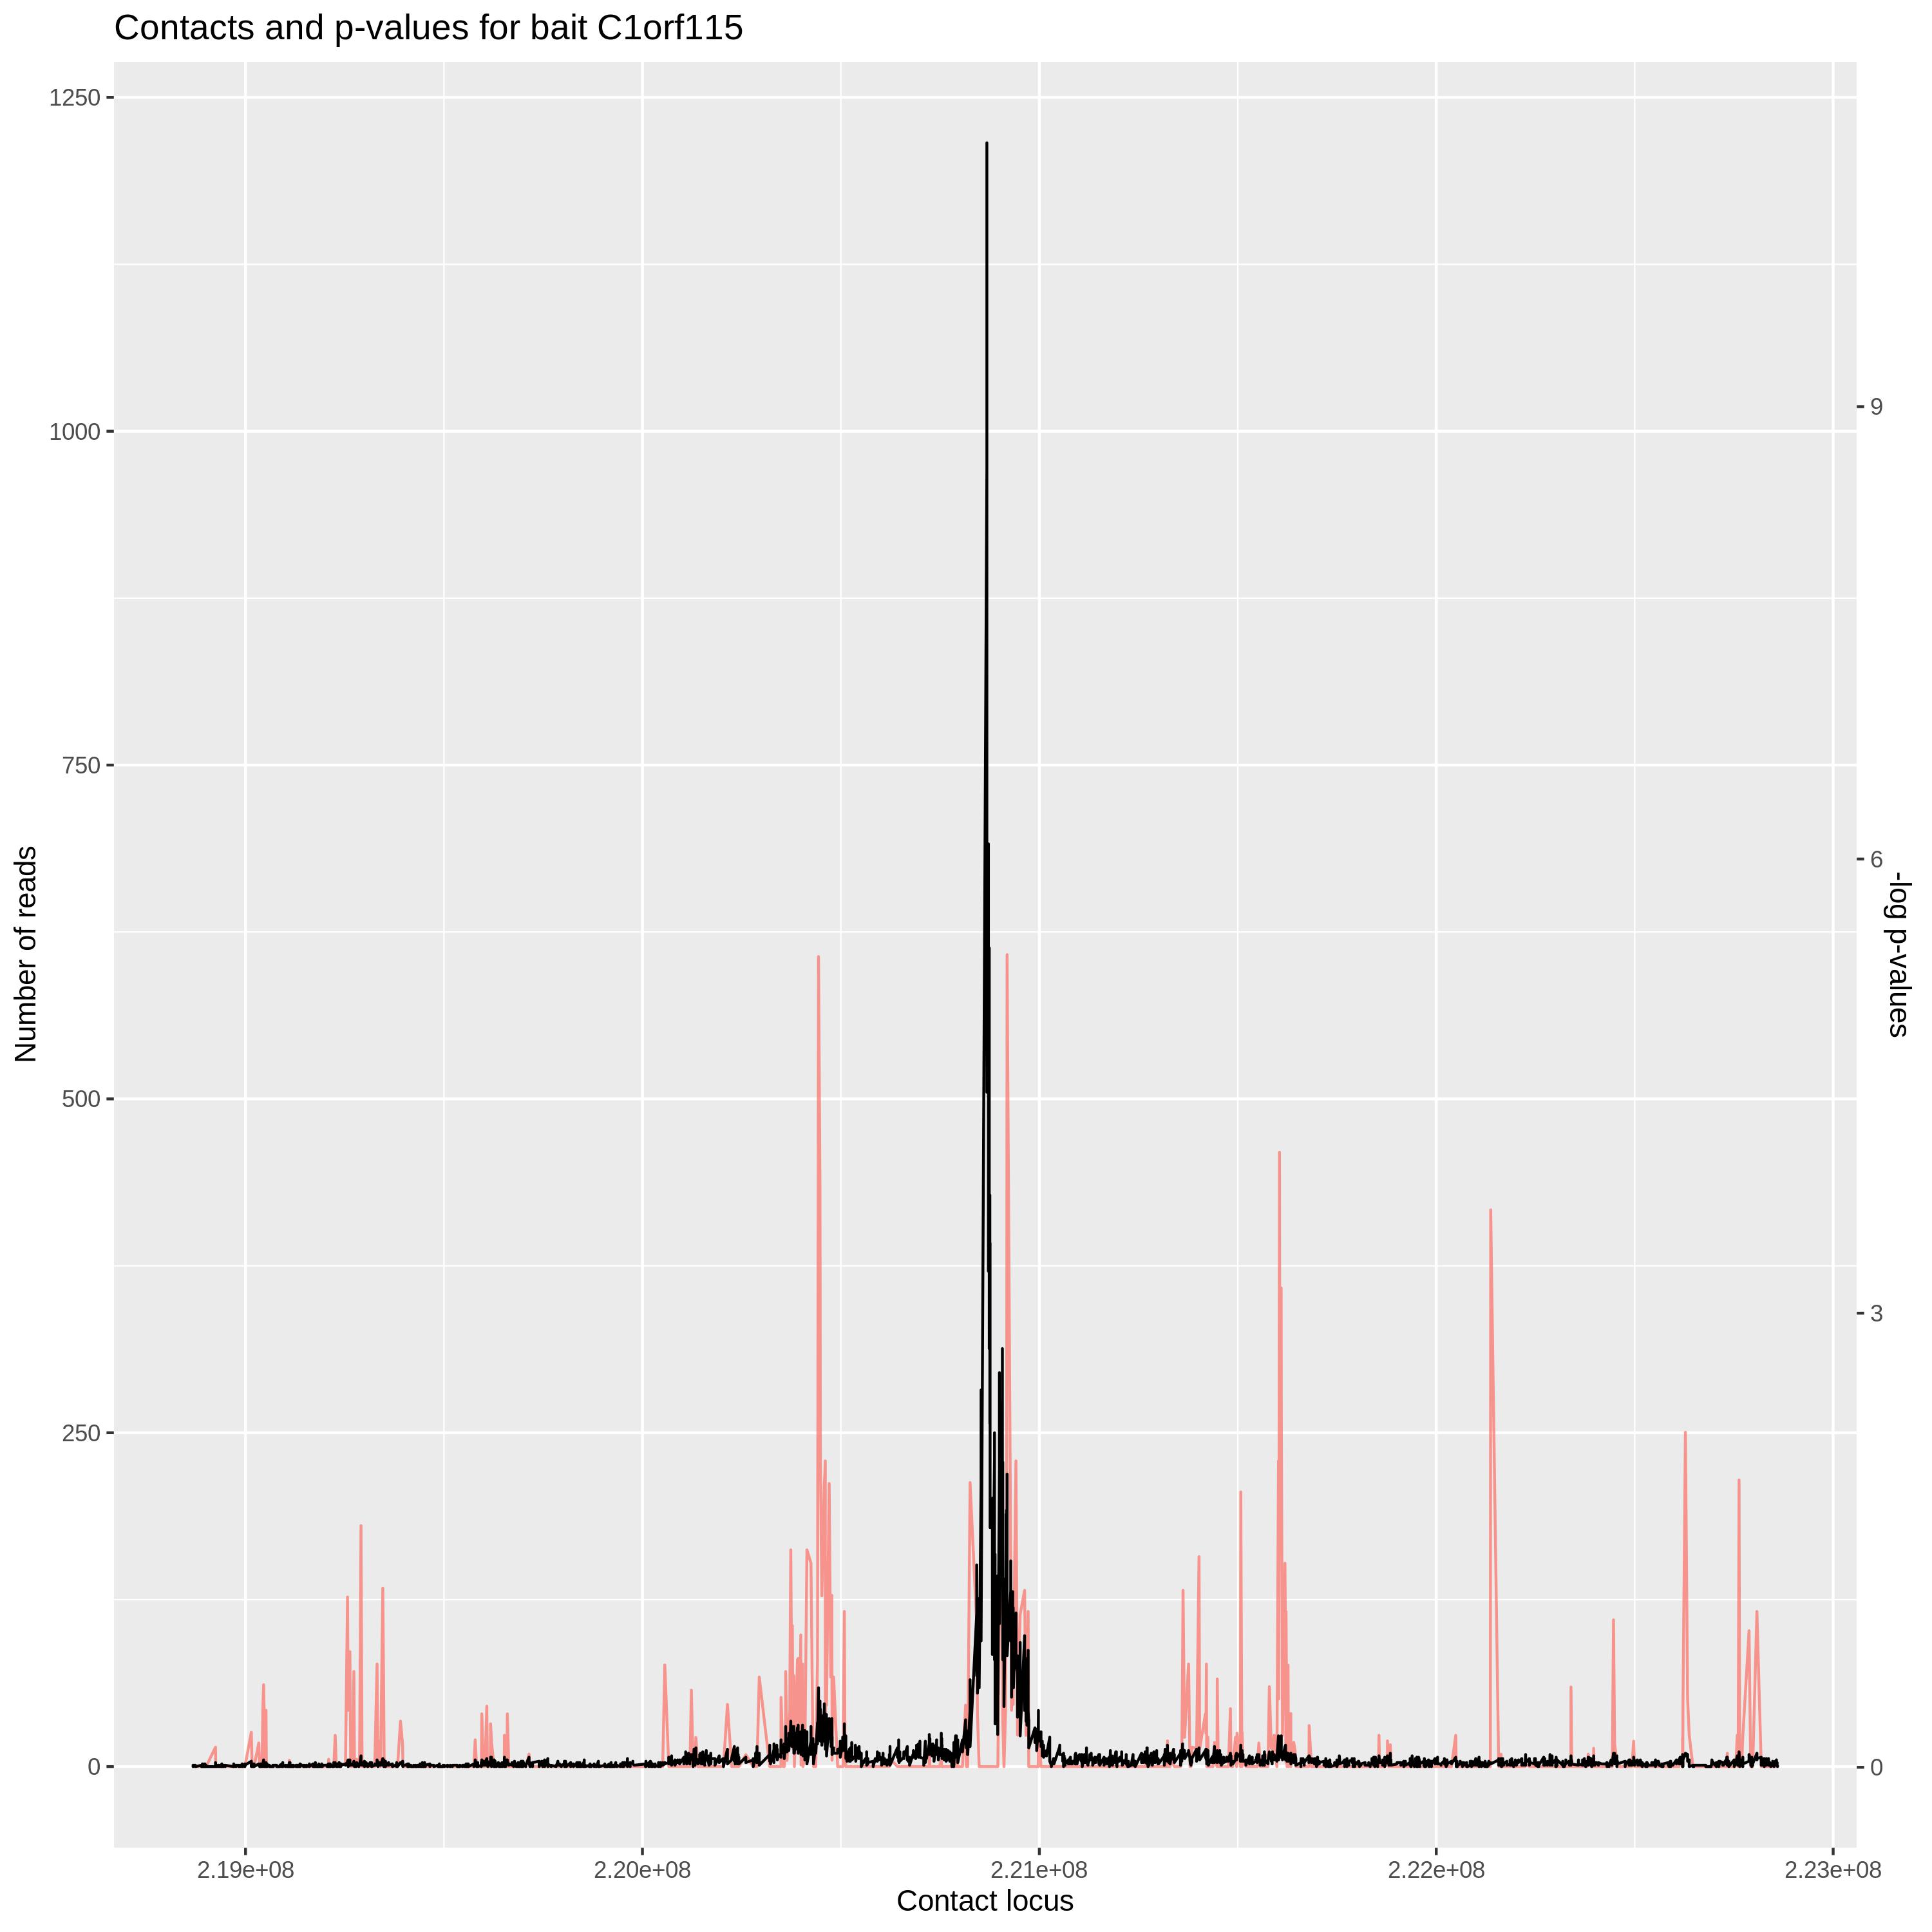 Contacts and p-values for bait C1orf115
1250
1000
750
500
250
0
Number of reads
9
6
3
0
-log p-values
2.19e+08
2.20e+08
2.21e+08
2.22e+08
2.23e+08
Contact locus